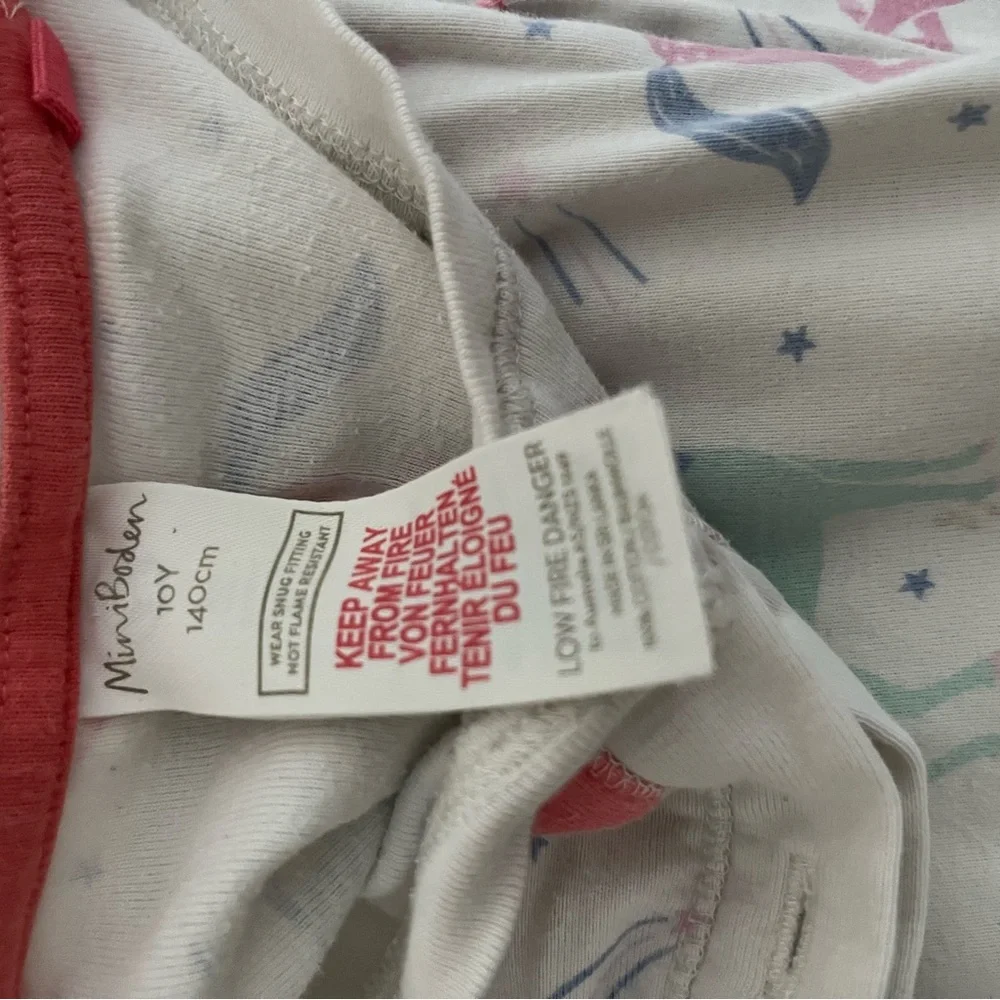 MiniBoden
10Y
140cm
WEAR SNUG FITTING
NOT FLAME RESISTANT
KEEP AWAY
FROM FIRE
VON FEUER
FERNHALTEN
TENIR ÉLOIGNÉ
DU FEU
LOW FIRE DANGER
MADE IN SRI LANKA